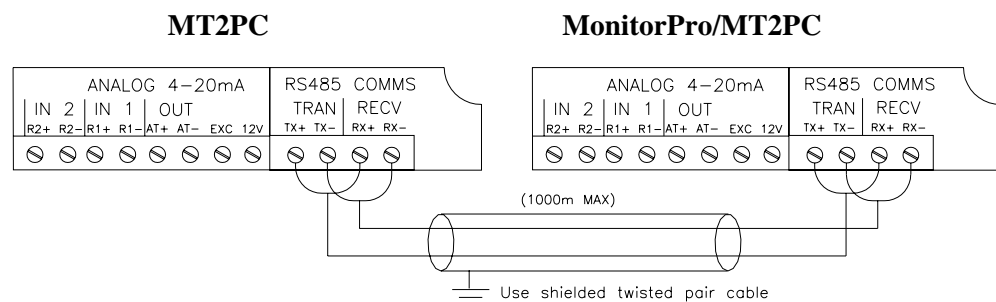 MT2PC
MonitorPro/MT2PC
ANALOG 4-20mA
RS485 COMMS
IN 2 IN 1 OUT
TRAN RECV
R2+ R2- R1+ R1- AT+ AT- EXC 12V
TX+ TX- RX+ RX-
ANALOG 4-20mA
RS485 COMMS
IN 2 IN 1 OUT
TRAN RECV
R2+ R2- R1+ R1- AT+ AT- EXC 12V
TX+ TX- RX+ RX-
(1000m MAX)
Use shielded twisted pair cable